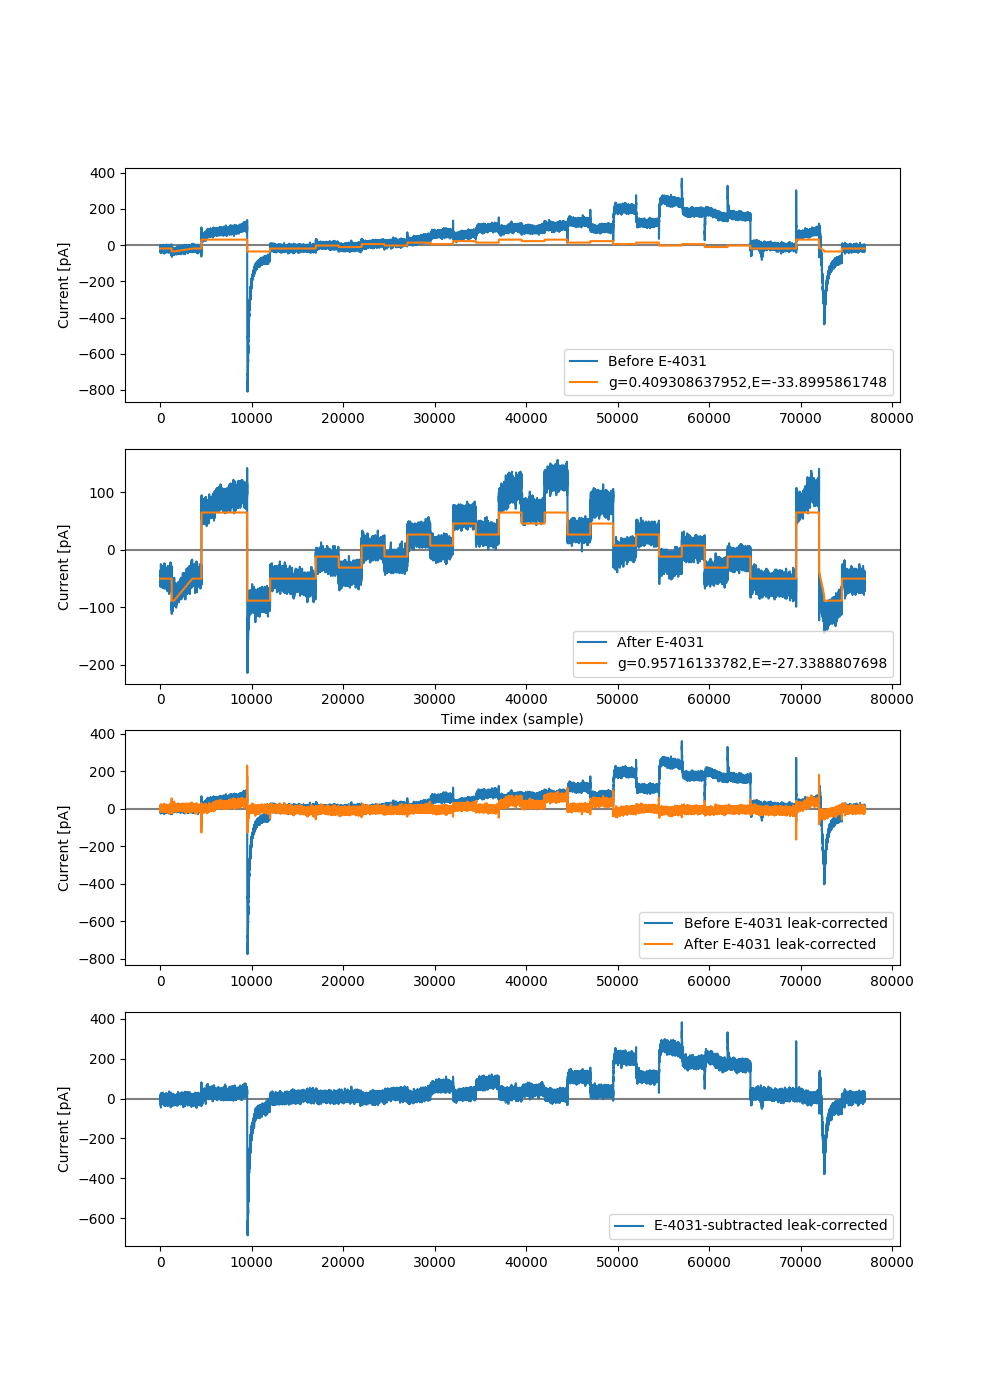 400
200
0
−200
−400
−600
−800
Current [pA]
Before E-4031
g=0.409308637952,E=-33.8995861748
0 10000 20000 30000 40000 50000 60000 70000 80000
100
0
−100
−200
Current [pA]
After E-4031
g=0.95716133782,E=-27.3388807698
0 10000 20000 30000 40000 50000 60000 70000 80000
Time index (sample)
400
200
0
−200
−400
−600
−800
Current [pA]
Before E-4031 leak-corrected
After E-4031 leak-corrected
0 10000 20000 30000 40000 50000 60000 70000 80000
400
200
0
−200
−400
−600
Current [pA]
E-4031-subtracted leak-corrected
0 10000 20000 30000 40000 50000 60000 70000 80000